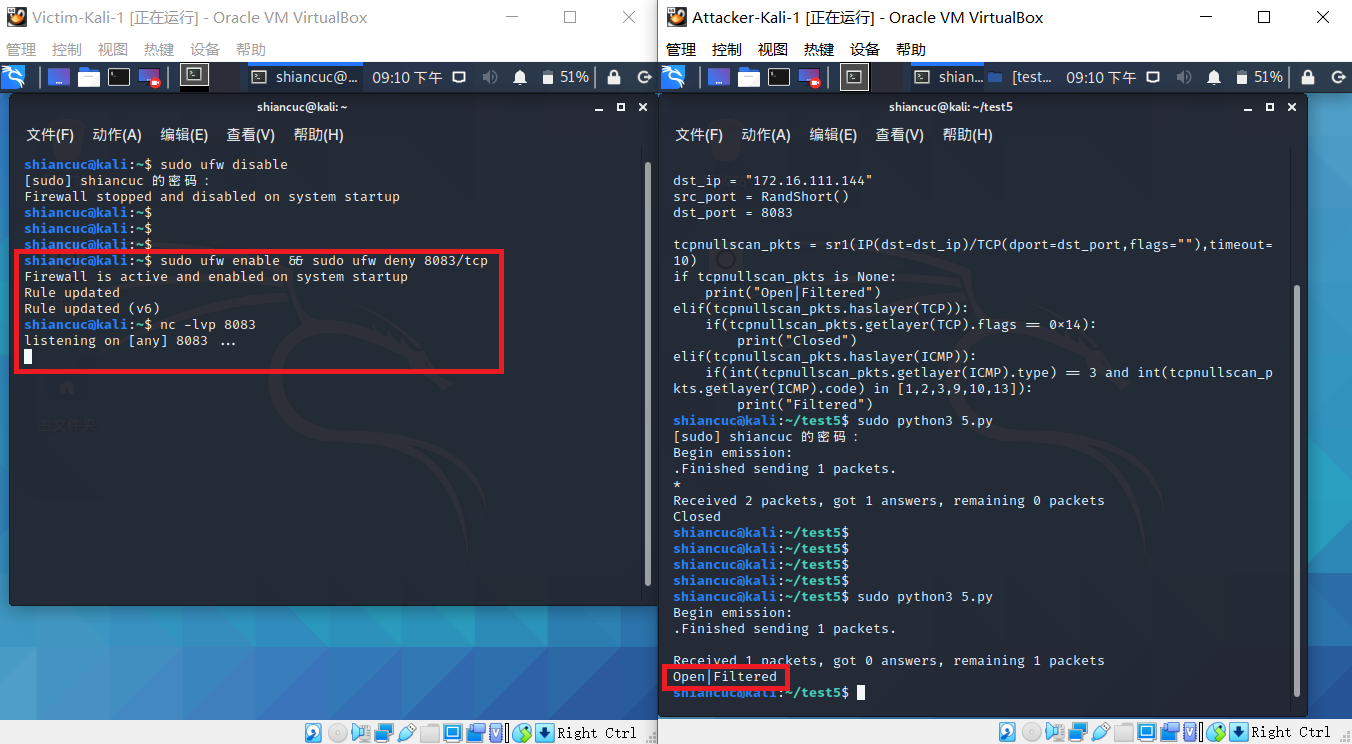 Victim-Kali-1 [正在运行] - Oracle VM VirtualBox
管理 控制 视图 热键 设备 帮助
shiancuc@... 09:10 下午 51%
shiancuc@kali: ~
文件(F) 动作(A) 编辑(E) 查看(V) 帮助(H)
shiancuc@kali:~$ sudo ufw disable
[sudo] shiancuc 的密码：
Firewall stopped and disabled on system startup
shiancuc@kali:~$
shiancuc@kali:~$
shiancuc@kali:~$
shiancuc@kali:~$ sudo ufw enable && sudo ufw deny 8083/tcp
Firewall is active and enabled on system startup
Rule updated
Rule updated (v6)
shiancuc@kali:~$ nc -lvp 8083
listening on [any] 8083 ...
主文件夹
Right Ctrl
Attacker-Kali-1 [正在运行] - Oracle VM VirtualBox
管理 控制 视图 热键 设备 帮助
shian... [test... 09:10 下午 51%
shiancuc@kali: ~/test5
文件(F) 动作(A) 编辑(E) 查看(V) 帮助(H)
dst_ip = "172.16.111.144"
src_port = RandShort()
dst_port = 8083
tcpnullscan_pkts = sr1(IP(dst=dst_ip)/TCP(dport=dst_port,flags=""),timeout=
10)
if tcpnullscan_pkts is None:
    print("Open|Filtered")
elif(tcpnullscan_pkts.haslayer(TCP)):
    if(tcpnullscan_pkts.getlayer(TCP).flags == 0x14):
        print("Closed")
elif(tcpnullscan_pkts.haslayer(ICMP)):
    if(int(tcpnullscan_pkts.getlayer(ICMP).type) == 3 and int(tcpnullscan_p
kts.getlayer(ICMP).code) in [1,2,3,9,10,13]):
        print("Filtered")
shiancuc@kali:~/test5$ sudo python3 5.py
[sudo] shiancuc 的密码：
Begin emission:
.Finished sending 1 packets.
*
Received 2 packets, got 1 answers, remaining 0 packets
Closed
shiancuc@kali:~/test5$
shiancuc@kali:~/test5$
shiancuc@kali:~/test5$
shiancuc@kali:~/test5$
shiancuc@kali:~/test5$ sudo python3 5.py
Begin emission:
.Finished sending 1 packets.
Received 1 packets, got 0 answers, remaining 1 packets
Open|Filtered
shiancuc@kali:~/test5$
Right Ctrl